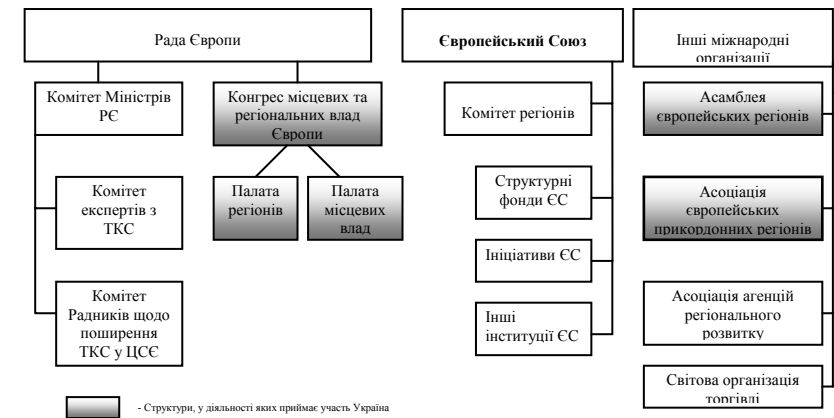 Рада Європи
Комітет Міністрів
РЄ
Конгрес місцевих та
регіональних влад
Європи
Комітет
експертів з
ТКС
Палата
регіонів
Палата
місцевих
влад
Комітет
Радників щодо
поширення
ТКС у ЦСЄ
Європейський Союз
Комітет регіонів
Структурні
фонди ЄС
Ініціативи ЄС
Інші
інституції ЄС
Інші міжнародні
організації
Асамблея
європейських регіонів
Асоціація
європейських
прикордонних регіонів
Асоціація агенцій
регіонального
розвитку
Світова організація
торгівлі
- Структури, у діяльності яких приймає участь Україна